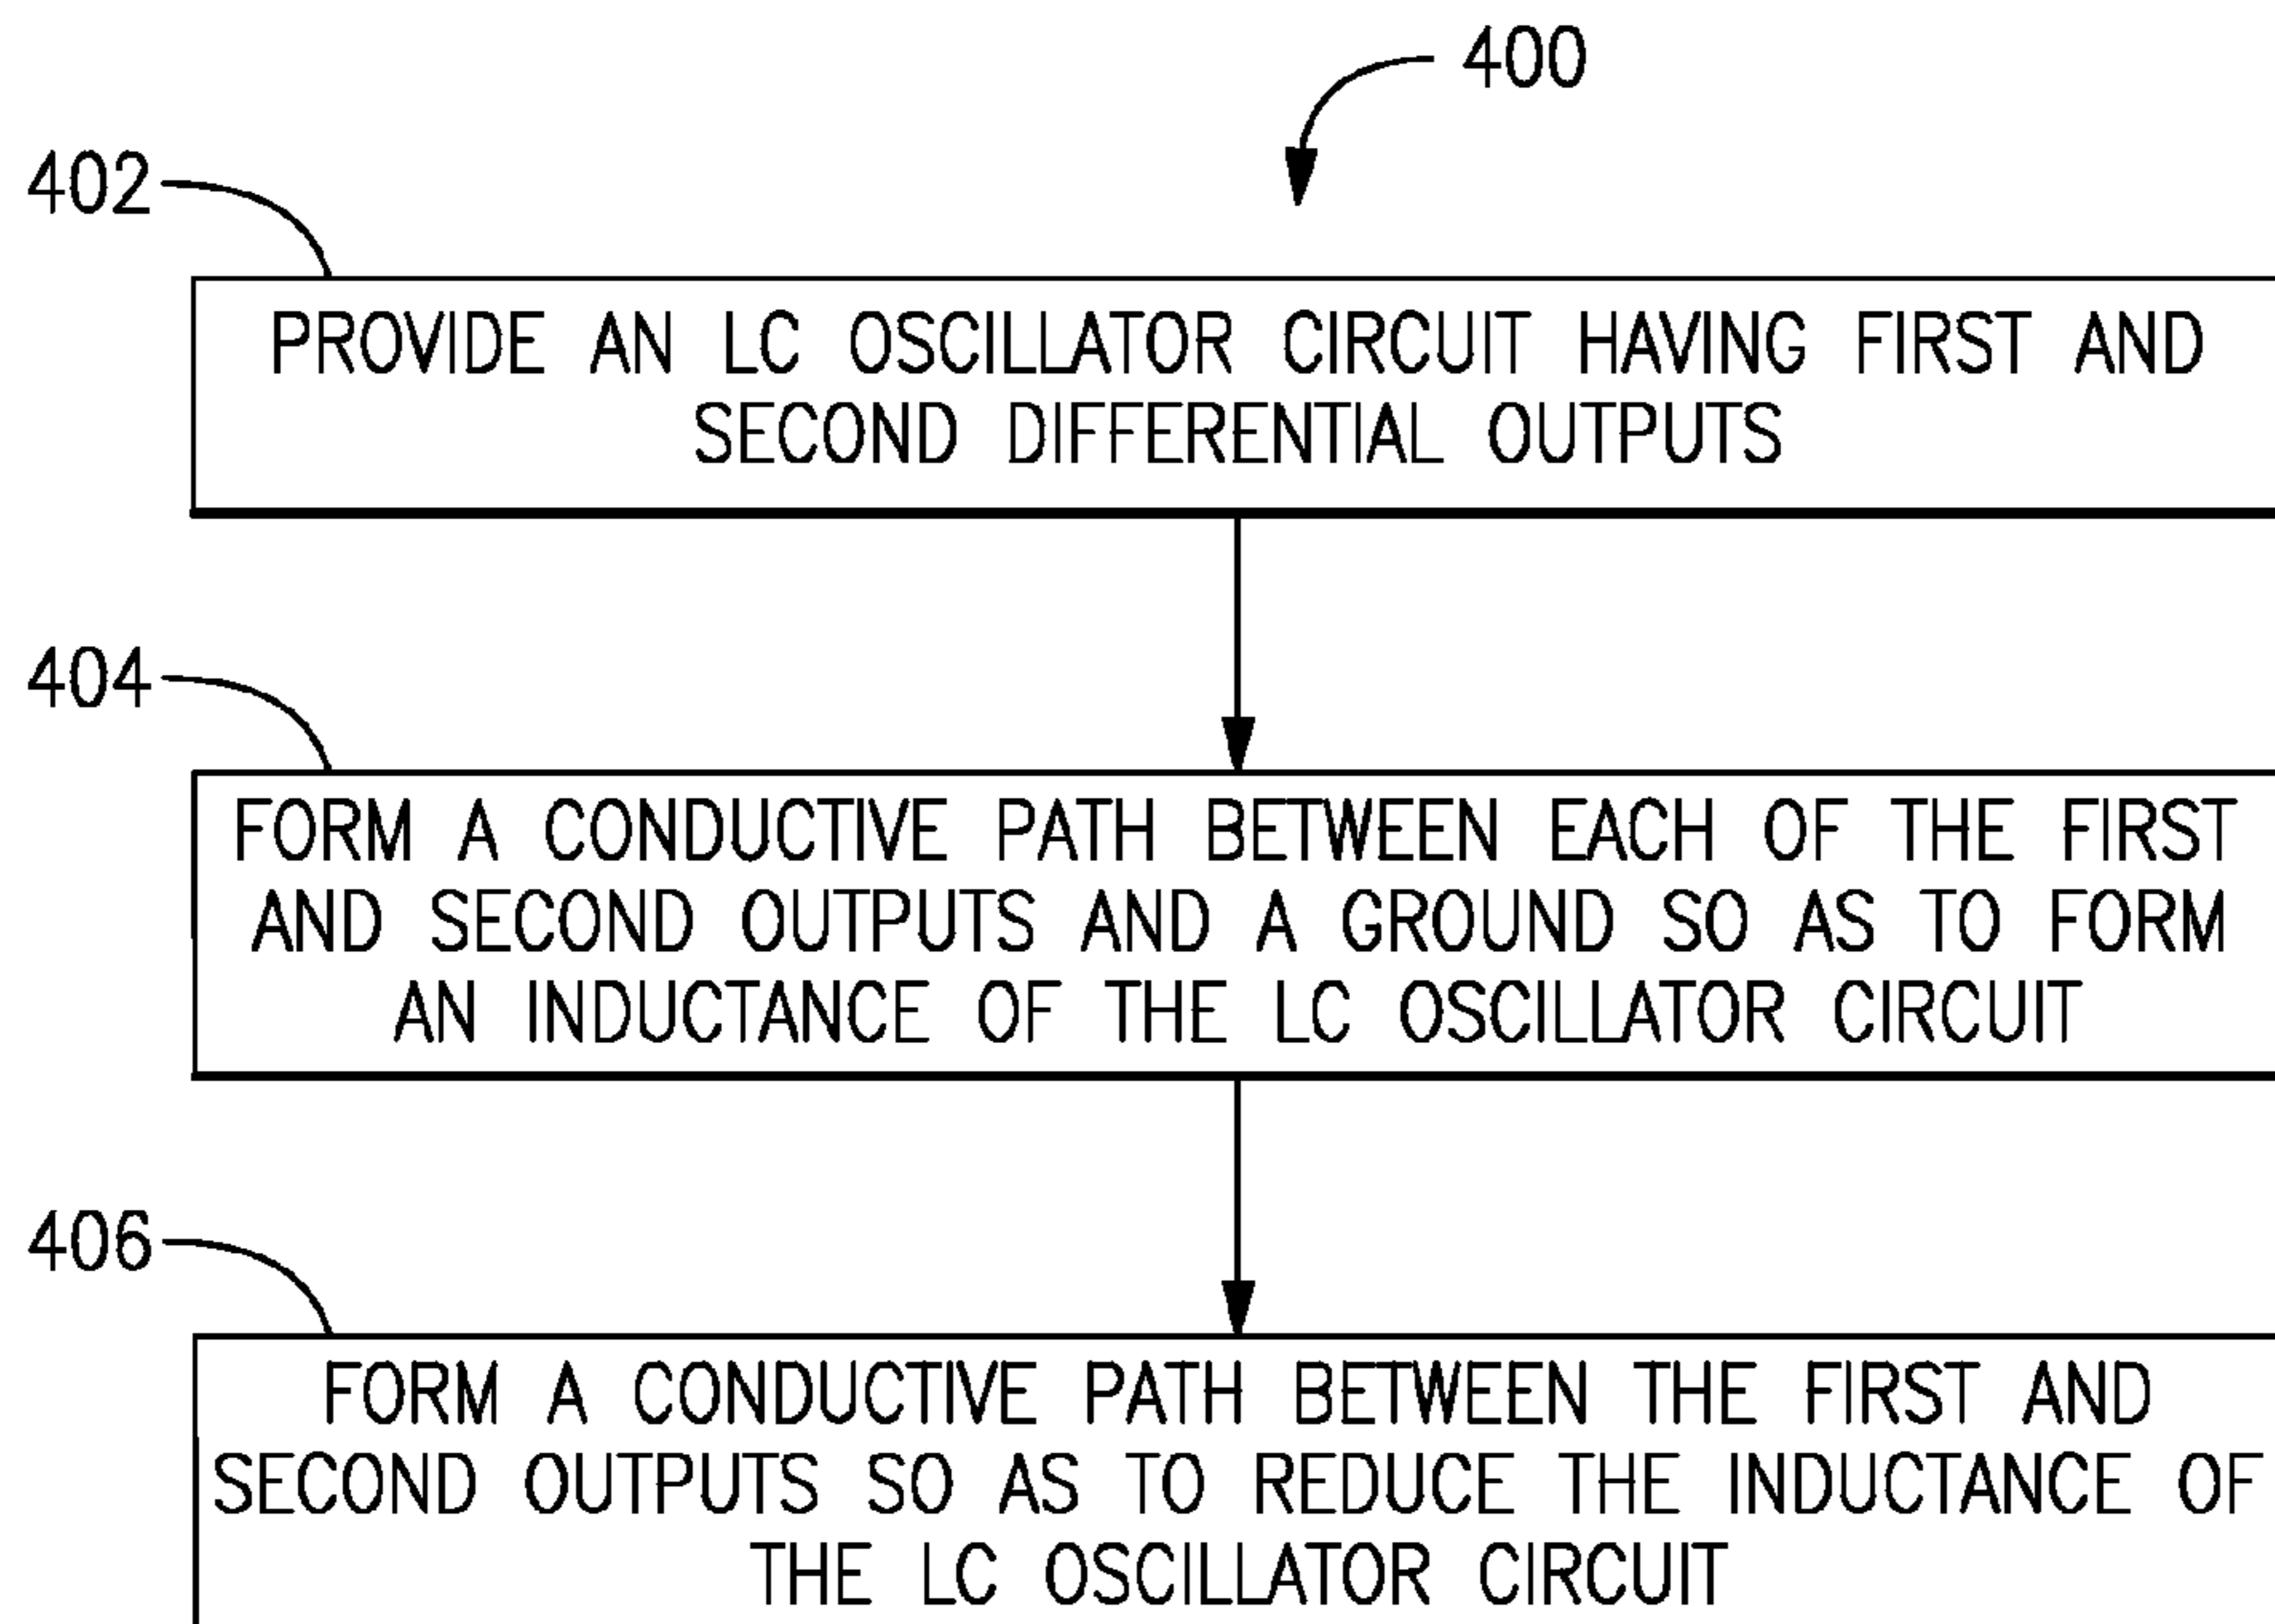 400
402
PROVIDE AN LC OSCILLATOR CIRCUIT HAVING FIRST AND
SECOND DIFFERENTIAL OUTPUTS
404
FORM A CONDUCTIVE PATH BETWEEN EACH OF THE FIRST
AND SECOND OUTPUTS AND A GROUND SO AS TO FORM
AN INDUCTANCE OF THE LC OSCILLATOR CIRCUIT
406
FORM A CONDUCTIVE PATH BETWEEN THE FIRST AND
SECOND OUTPUTS SO AS TO REDUCE THE INDUCTANCE OF
THE LC OSCILLATOR CIRCUIT